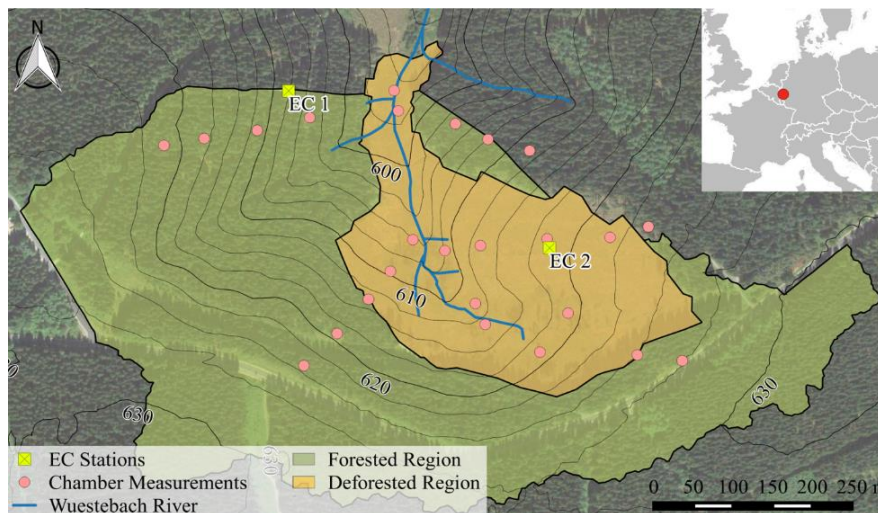 N
EC 1
600
EC 2
610
620
630
630
630
EC Stations
Chamber Measurements
Wuestebach River
Forested Region
Deforested Region
0 50 100 150 200 250 m